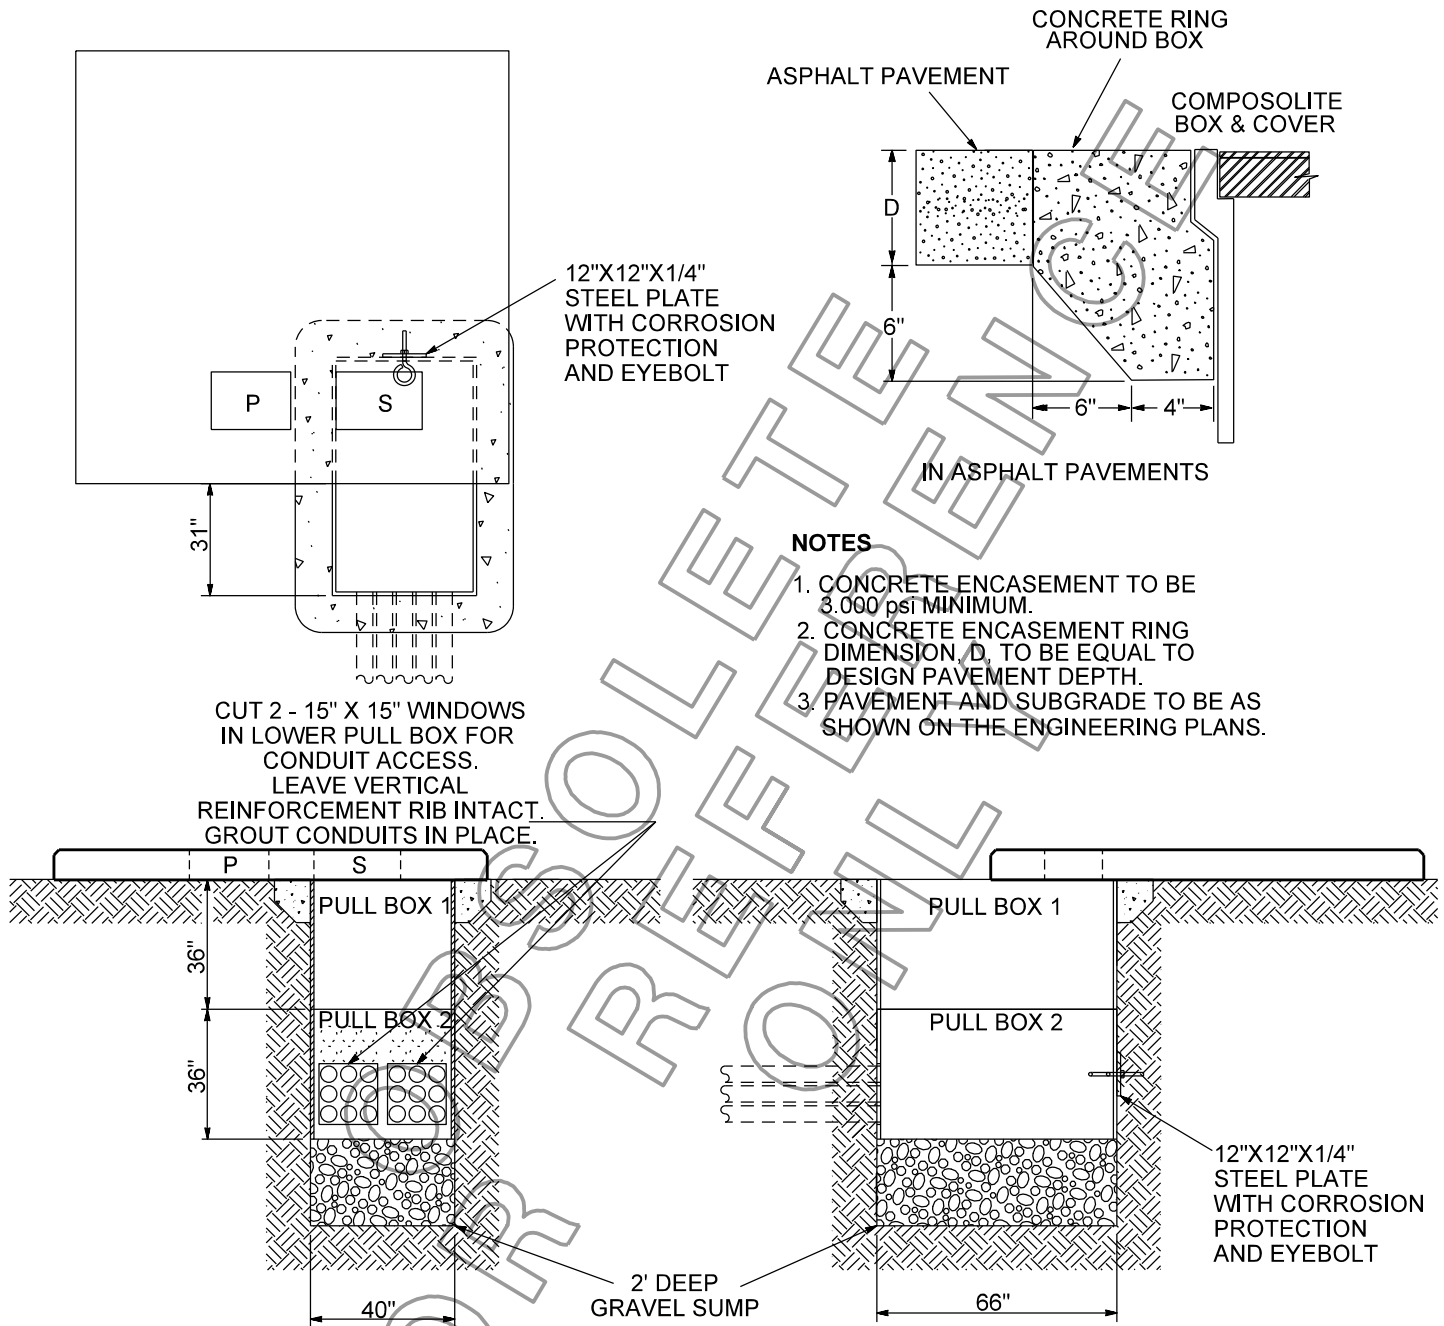 CONCRETE RING
AROUND BOX
ASPHALT PAVEMENT
COMPOSOLITE
BOX & COVER
D
6"
6"
4"
IN ASPHALT PAVEMENTS
12"X12"X1/4"
STEEL PLATE
WITH CORROSION
PROTECTION
AND EYEBOLT
P
S
31"
NOTES
1. CONCRETE ENCASEMENT TO BE
3.000 psi MINIMUM.
2. CONCRETE ENCASEMENT RING
DIMENSION, D, TO BE EQUAL TO
DESIGN PAVEMENT DEPTH.
3. PAVEMENT AND SUBGRADE TO BE AS
SHOWN ON THE ENGINEERING PLANS.
CUT 2 - 15" X 15" WINDOWS
IN LOWER PULL BOX FOR
CONDUIT ACCESS.
LEAVE VERTICAL
REINFORCEMENT RIB INTACT.
GROUT CONDUITS IN PLACE.
P
S
PULL BOX 1
36"
PULL BOX 2
36"
40"
2' DEEP
GRAVEL SUMP
PULL BOX 1
PULL BOX 2
66"
12"X12"X1/4"
STEEL PLATE
WITH CORROSION
PROTECTION
AND EYEBOLT
OBSOLETE
OR REFERENCE
ONLY